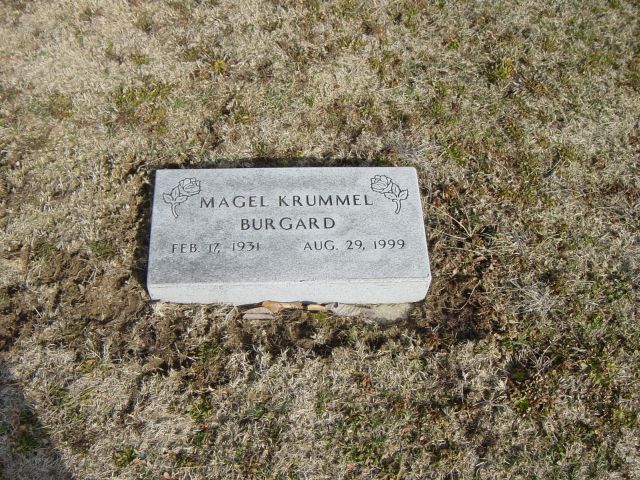 MAGEL KRUMMEL
BURGARD
FEB. 17, 1931 AUG. 29, 1999